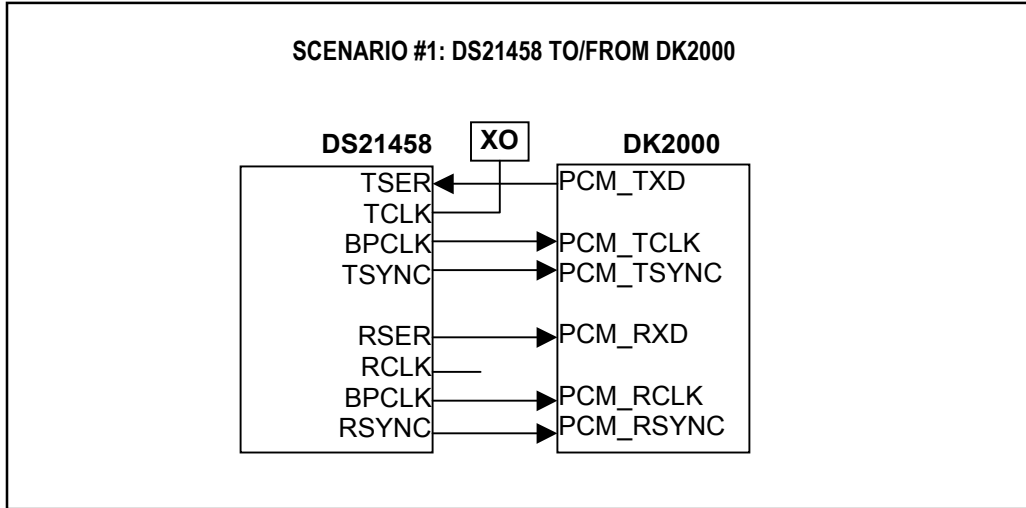 SCENARIO #1: DS21458 TO/FROM DK2000
DS21458
XO
DK2000
TSER
PCM_TXD
TCLK
BPCLK
PCM_TCLK
TSYNC
PCM_TSYNC
RSER
PCM_RXD
RCLK
BPCLK
PCM_RCLK
RSYNC
PCM_RSYNC